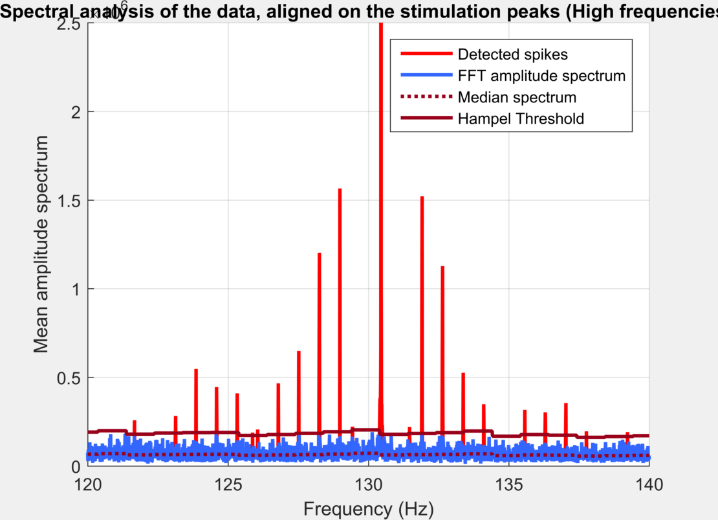 Spectral analysis of the data, aligned on the stimulation peaks (High frequencies
×10^6
2.5
2
1.5
1
0.5
0
Mean amplitude spectrum
Detected spikes
FFT amplitude spectrum
Median spectrum
Hampel Threshold
120 125 130 135 140
Frequency (Hz)